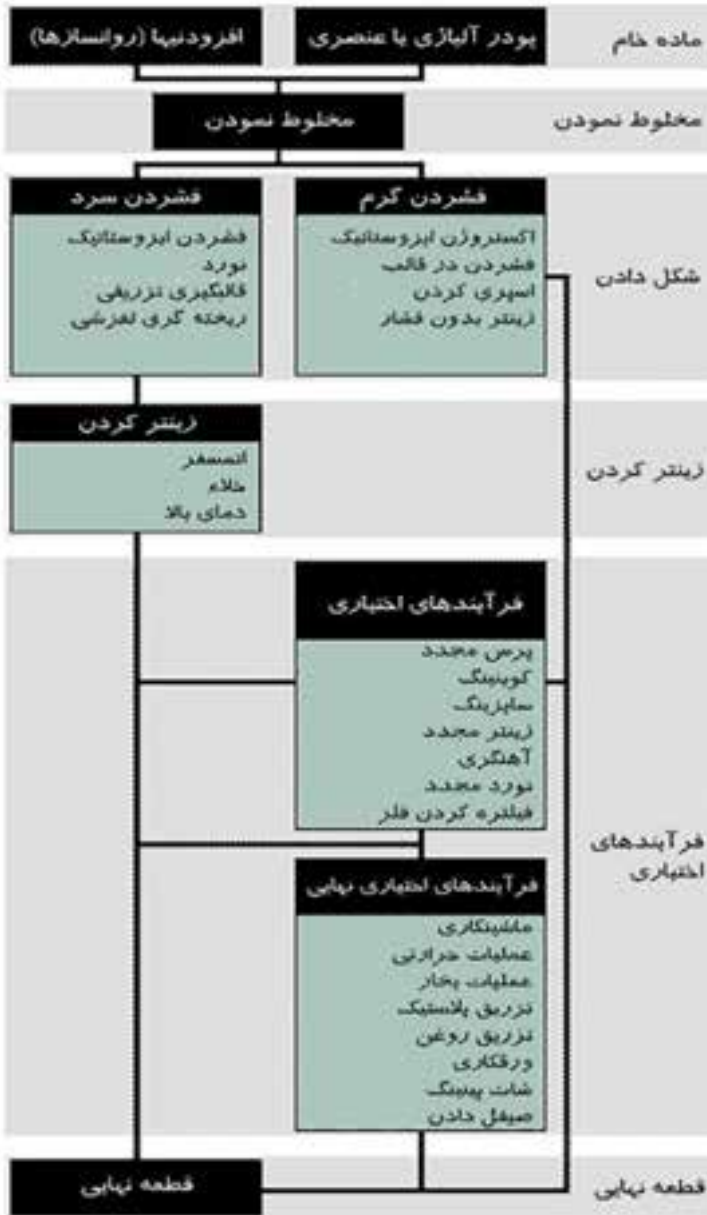 ماده خام
پودر آلیاژی یا عنصری
افزودنیها (روانسازها)
مخلوط نمودن
مخلوط نمودن
شکل دادن
فشردن گرم
اکستروژن ایزوستاتیک
فشردن در قالب
اسپری کردن
زینتر بدون فشار
فشردن سرد
فشردن ایزوستاتیک
نورد
قالبگیری تزریقی
ریخته گری لغزشی
زینتر کردن
زینتر کردن
اتمسفر
خلاء
دمای بالا
فرآیندهای
اختیاری
فرآیندهای اختیاری
پرس مجدد
کوینینگ
سایزینگ
زینتر مجدد
آهنگری
نورد مجدد
فیلتره کردن فلز
فرآیندهای اختیاری نهایی
ماشینکاری
عملیات حرارتی
عملیات بخار
تزریق پلاستیک
تزریق روغن
ورقکاری
شات پینینگ
صیقل دادن
قطعه نهایی
قطعه نهایی